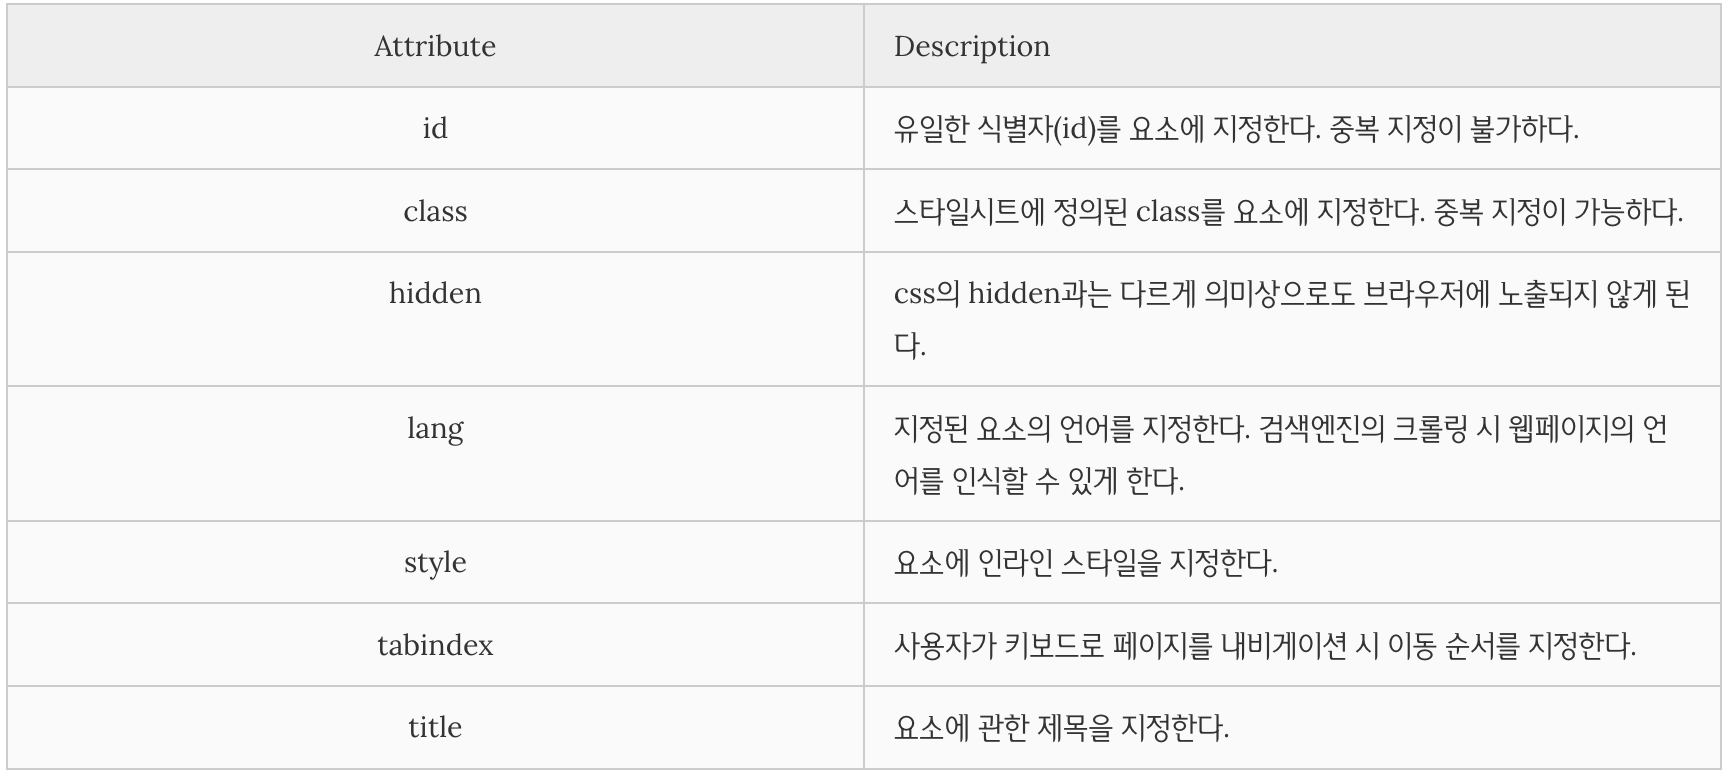 Attribute Description
id 유일한 식별자(id)를 요소에 지정한다. 중복 지정이 불가하다.
class 스타일시트에 정의된 class를 요소에 지정한다. 중복 지정이 가능하다.
hidden css의 hidden과는 다르게 의미상으로도 브라우저에 노출되지 않게 된
다.
lang 지정된 요소의 언어를 지정한다. 검색엔진의 크롤링 시 웹페이지의 언
어를 인식할 수 있게 한다.
style 요소에 인라인 스타일을 지정한다.
tabindex 사용자가 키보드로 페이지를 내비게이션 시 이동 순서를 지정한다.
title 요소에 관한 제목을 지정한다.